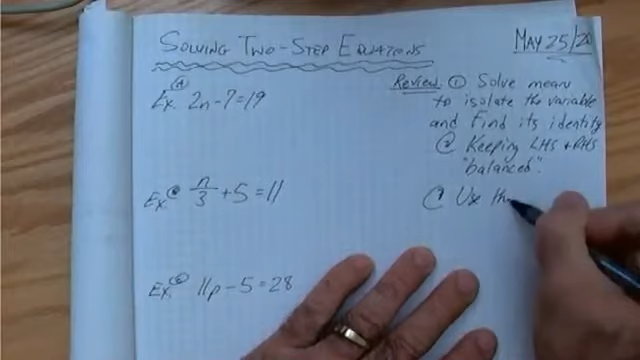 SOLVING TWO-STEP EQUATIONS
MAY 25/20
Ex. A 2n-7=19
Review ① Solve means
to isolate the variable
and Find its identity
② Keeping LHS + RHS
"balanced".
Ex n/3 +5=11
Use the
Ex 11p-5=28